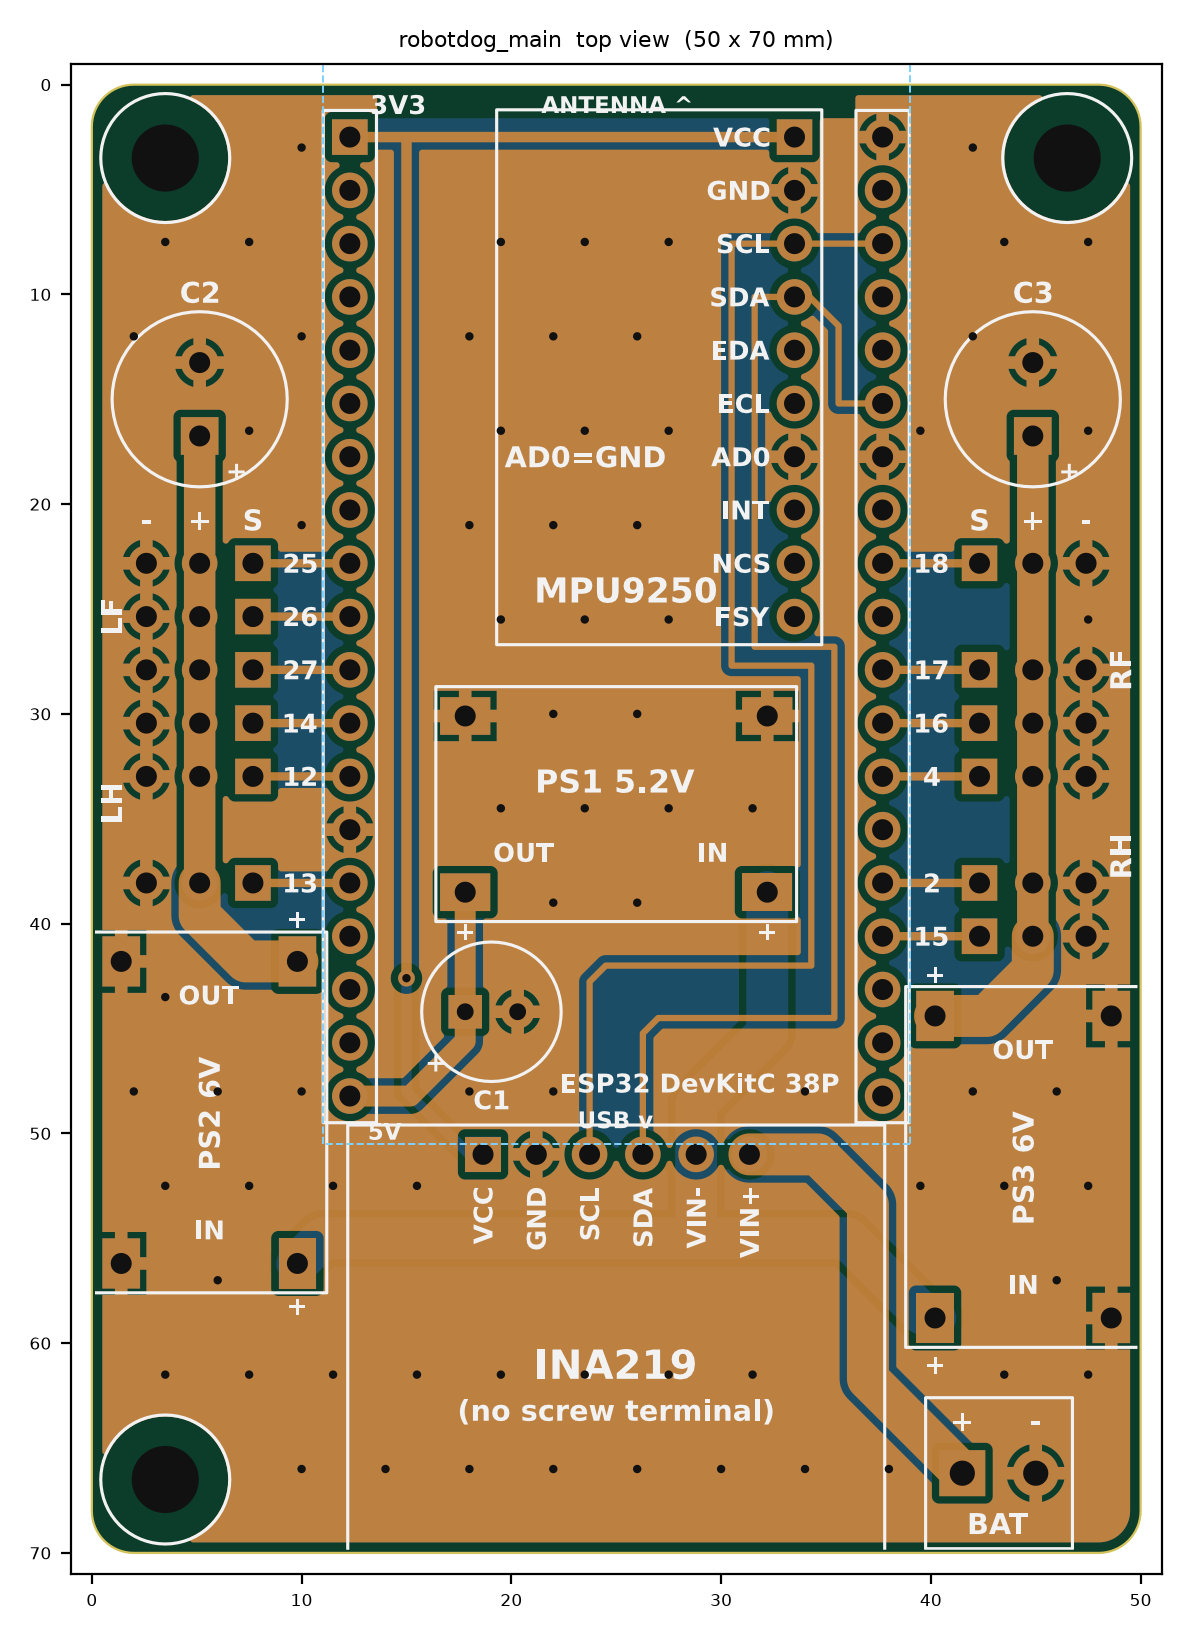 robotdog_main top view (50 x 70 mm)
3V3
ANTENNA ^
VCC
GND
SCL
SDA
EDA
ECL
AD0=GND
AD0
INT
NCS
FSY
MPU9250
C2
+
C3
+
- + S
S + -
25
26
27
14
12
13
LF
LH
18
17
16
4
2
15
RF
RH
PS1 5.2V
OUT IN
+ +
+
OUT
PS2 6V
IN
+
+
OUT
PS3 6V
IN
+
+
C1
ESP32 DevKitC 38P
USB v
5V
VCC
GND
SCL
SDA
VIN-
VIN+
INA219
(no screw terminal)
+ -
BAT
0
10
20
30
40
50
60
70
0 10 20 30 40 50